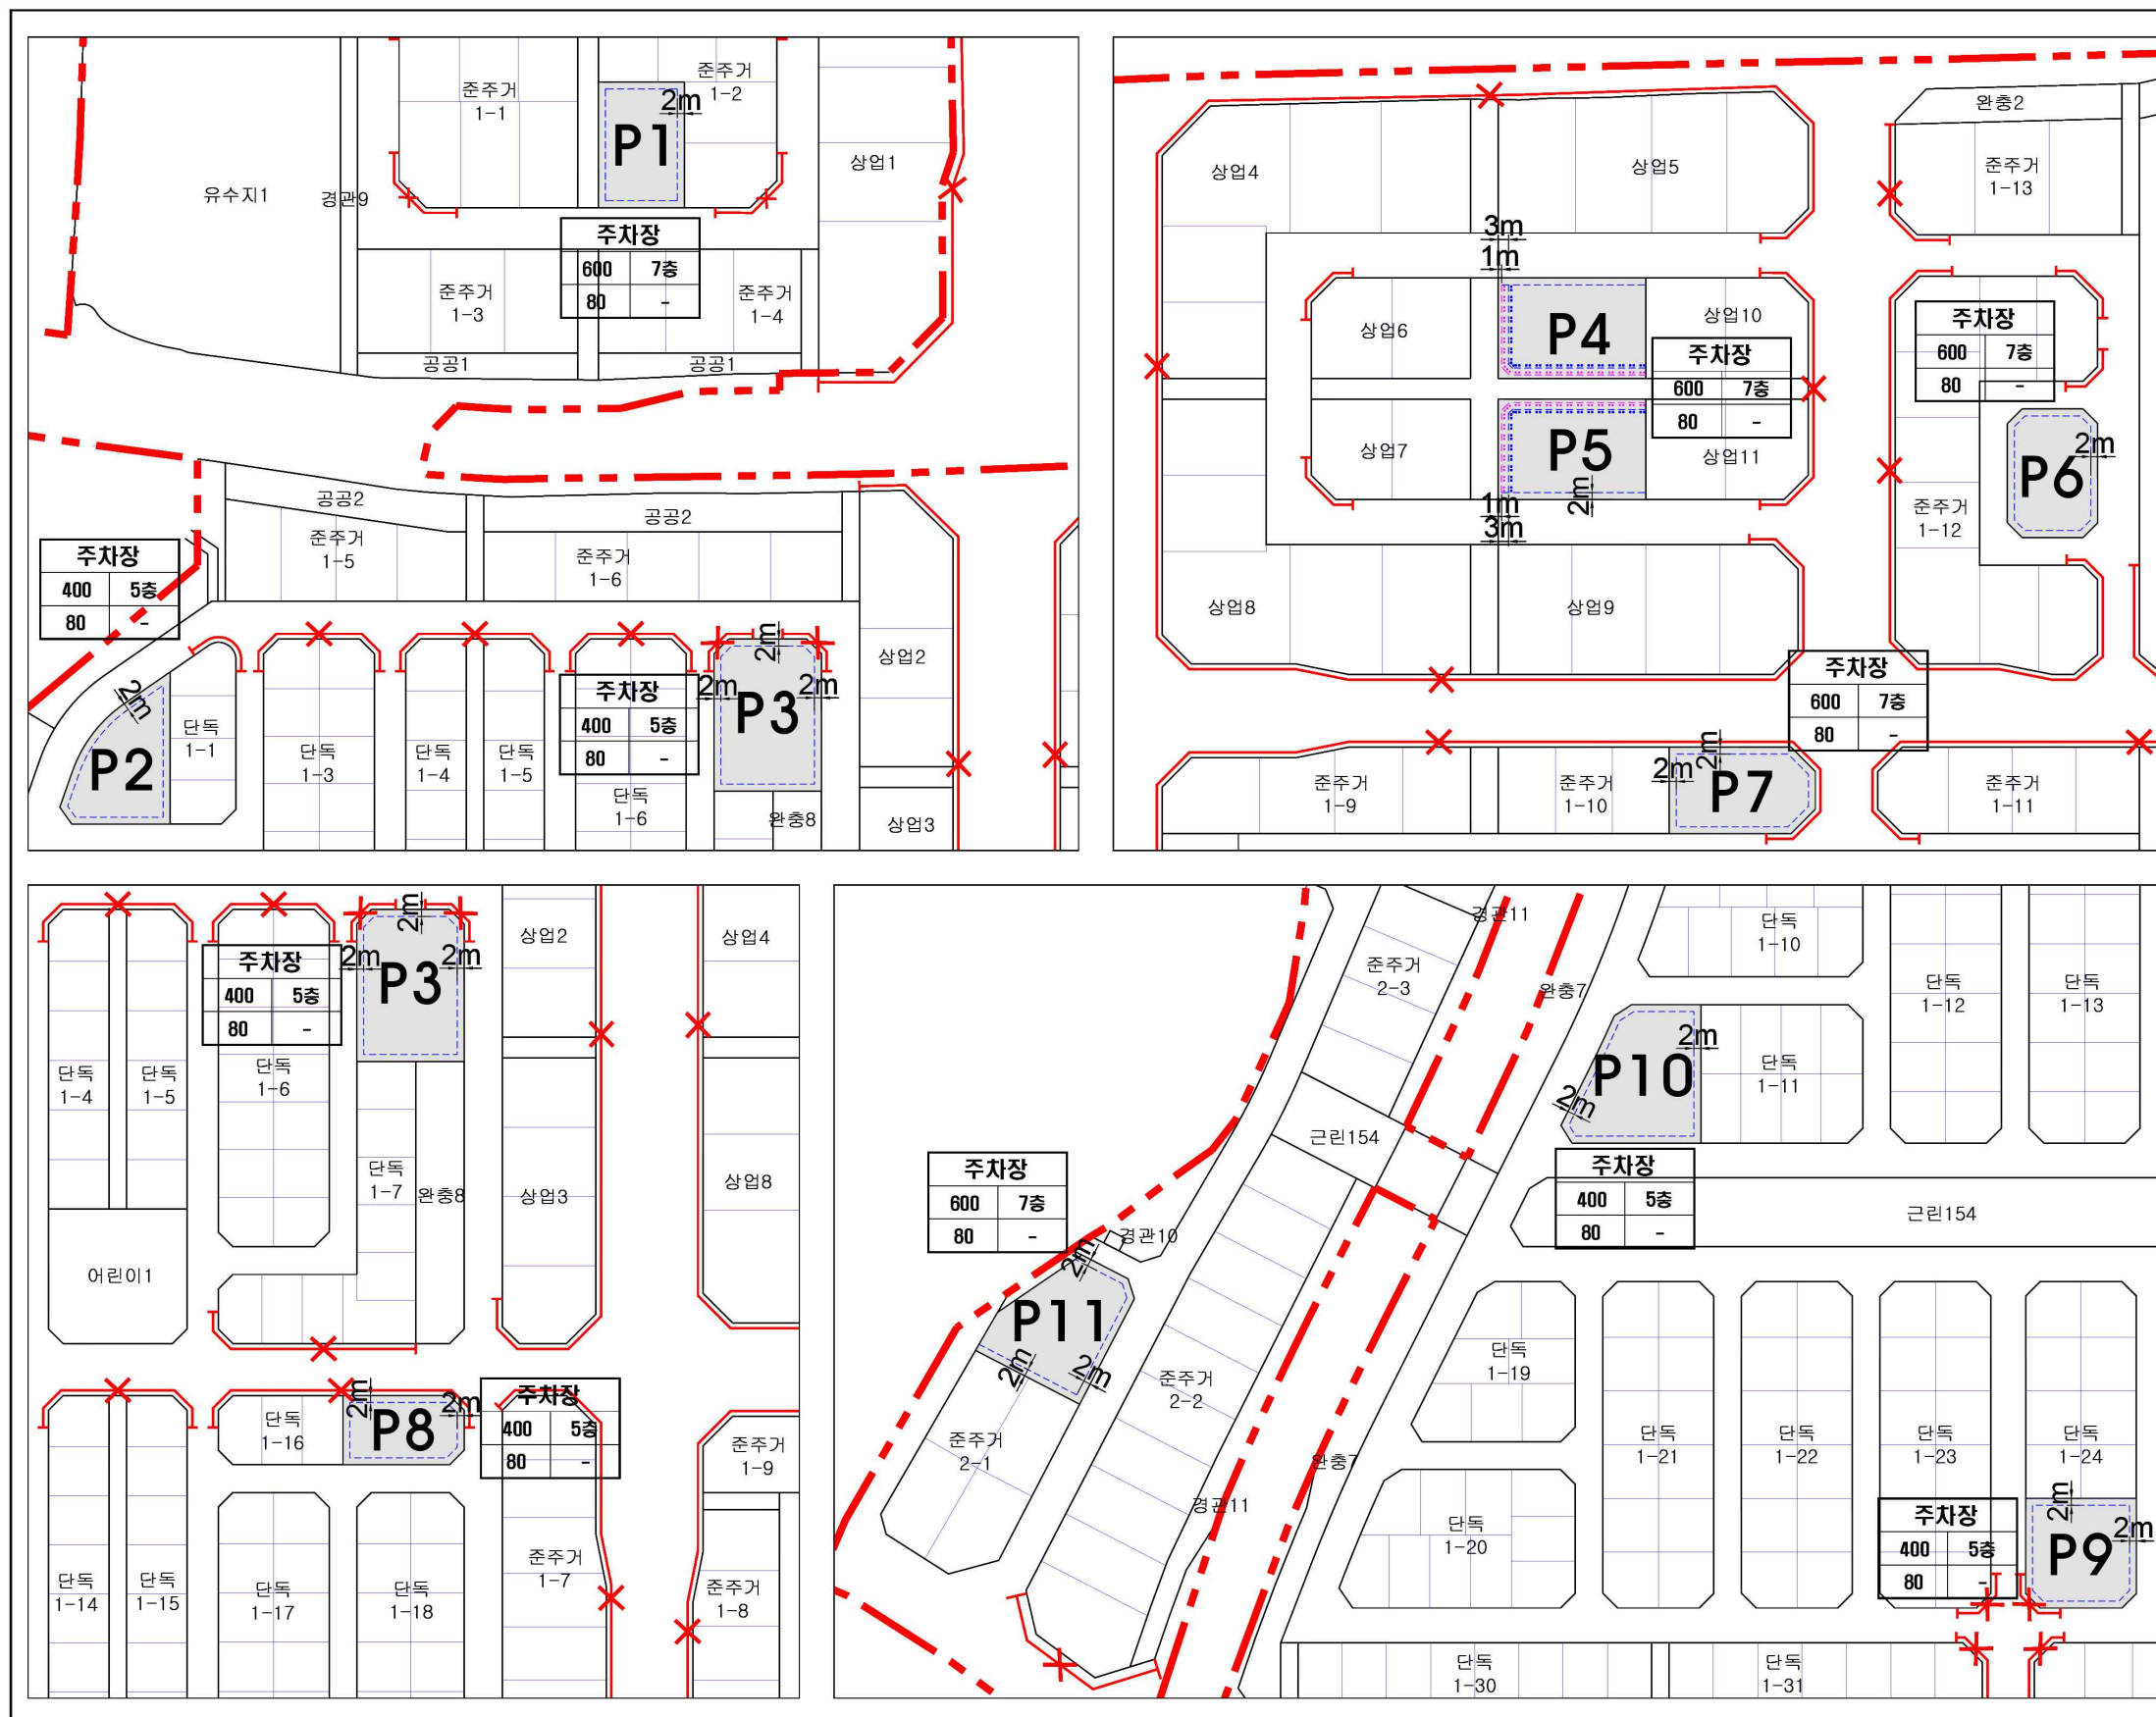 준주거
1-1
준주거
1-2
2m
P1
상업1
유수지1
경관9
주차장
600 7층
80 -
준주거
1-3
준주거
1-4
공공1
공공1
공공2
공공2
준주거
1-5
준주거
1-6
주차장
400 5층
80 -
2m
P2
단독
1-1
단독
1-3
단독
1-4
단독
1-5
주차장
400 5층
80 -
단독
1-6
2m
2m
2m
P3
완충8
상업2
상업3
상업4
상업5
3m
1m
상업6
P4
상업10
주차장
600 7층
80 -
상업7
P5
상업11
2m
1m
3m
상업8
상업9
완충2
준주거
1-13
주차장
600 7층
80 -
2m
P6
준주거
1-12
주차장
600 7층
80 -
준주거
1-9
준주거
1-10
2m
2m
P7
준주거
1-11
2m
2m
2m
P3
주차장
400 5층
80 -
상업2
상업4
단독
1-4
단독
1-5
단독
1-6
단독
1-7
완충8
상업3
상업8
어린이1
단독
1-16
2m
2m
P8
주차장
400 5층
80 -
준주거
1-9
단독
1-14
단독
1-15
단독
1-17
단독
1-18
준주거
1-7
준주거
1-8
경관11
준주거
2-3
완충7
단독
1-10
단독
1-12
단독
1-13
2m
P10
2m
단독
1-11
근린154
주차장
600 7층
80 -
주차장
400 5층
80 -
근린154
경관10
2m
P11
2m
2m
준주거
2-1
준주거
2-2
완충7
경관11
단독
1-19
단독
1-20
단독
1-21
단독
1-22
단독
1-23
단독
1-24
주차장
400 5층
80 -
2m
2m
P9
단독
1-30
단독
1-31